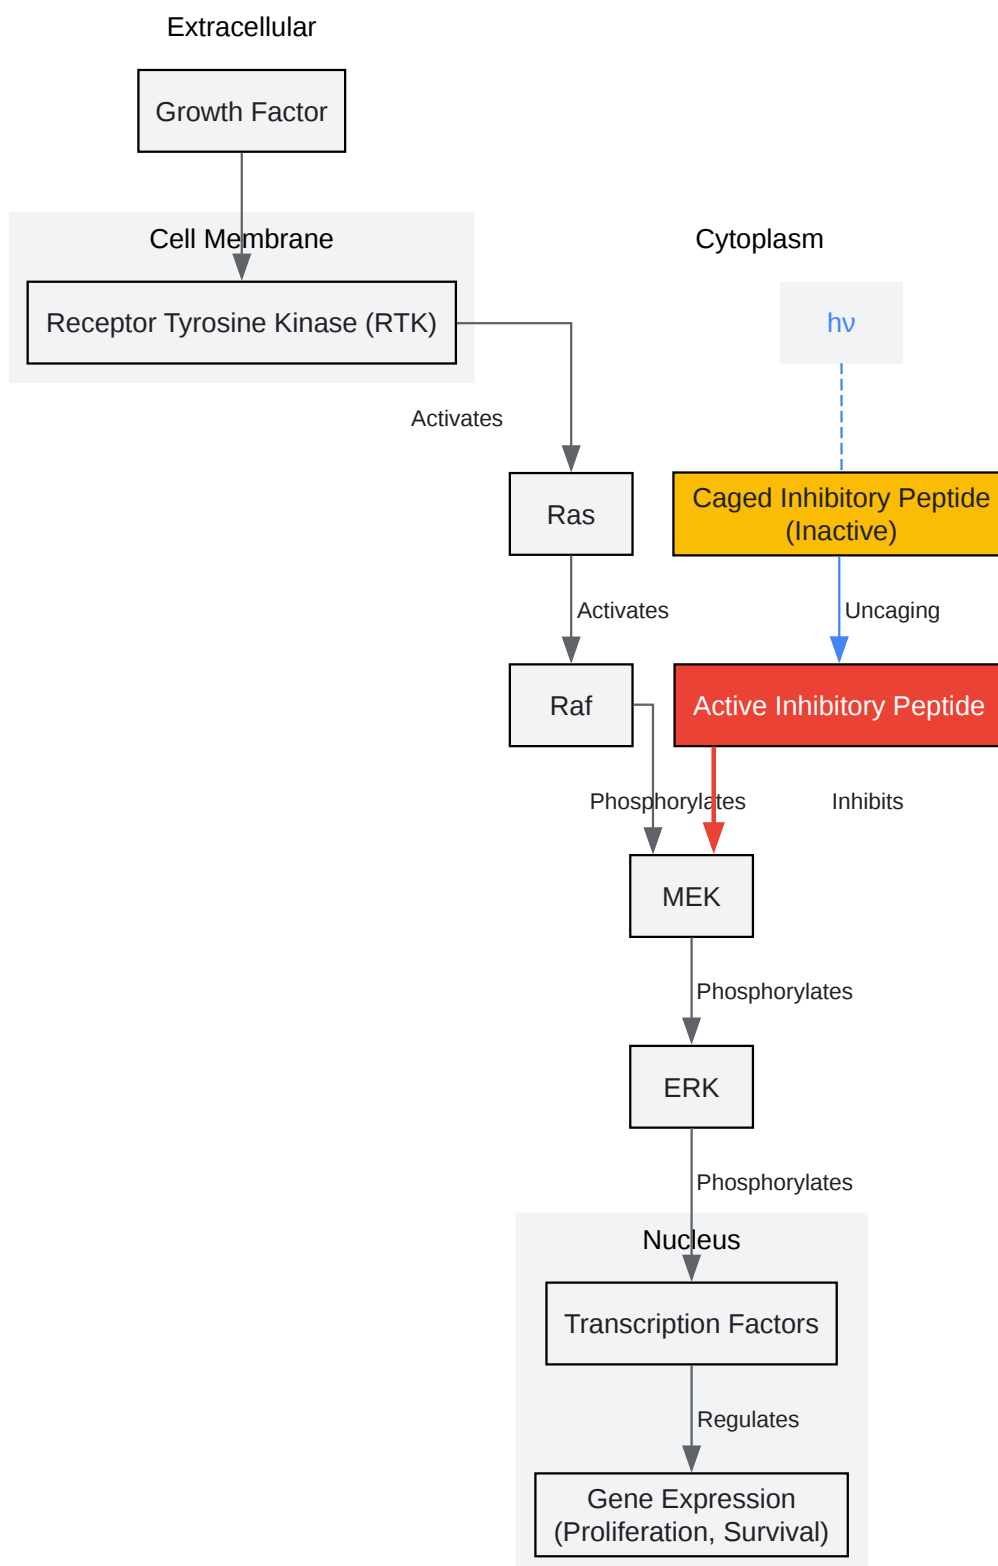 Extracellular
Growth Factor
Cell Membrane
Cytoplasm
Receptor Tyrosine Kinase (RTK)
hν
Activates
Ras
Caged Inhibitory Peptide
(Inactive)
Activates
Uncaging
Raf
Active Inhibitory Peptide
Phosphorylates
Inhibits
MEK
Phosphorylates
ERK
Phosphorylates
Nucleus
Transcription Factors
Regulates
Gene Expression
(Proliferation, Survival)